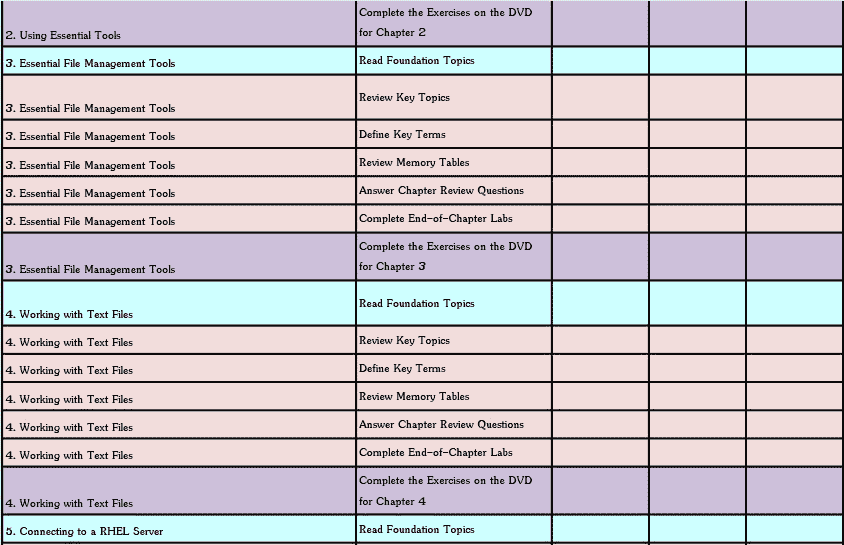 2. Using Essential Tools
Complete the Exercises on the DVD
for Chapter 2
3. Essential File Management Tools
Read Foundation Topics
3. Essential File Management Tools
Review Key Topics
3. Essential File Management Tools
Define Key Terms
3. Essential File Management Tools
Review Memory Tables
3. Essential File Management Tools
Answer Chapter Review Questions
3. Essential File Management Tools
Complete End-of-Chapter Labs
3. Essential File Management Tools
Complete the Exercises on the DVD
for Chapter 3
4. Working with Text Files
Read Foundation Topics
4. Working with Text Files
Review Key Topics
4. Working with Text Files
Define Key Terms
4. Working with Text Files
Review Memory Tables
4. Working with Text Files
Answer Chapter Review Questions
4. Working with Text Files
Complete End-of-Chapter Labs
4. Working with Text Files
Complete the Exercises on the DVD
for Chapter 4
5. Connecting to a RHEL Server
Read Foundation Topics